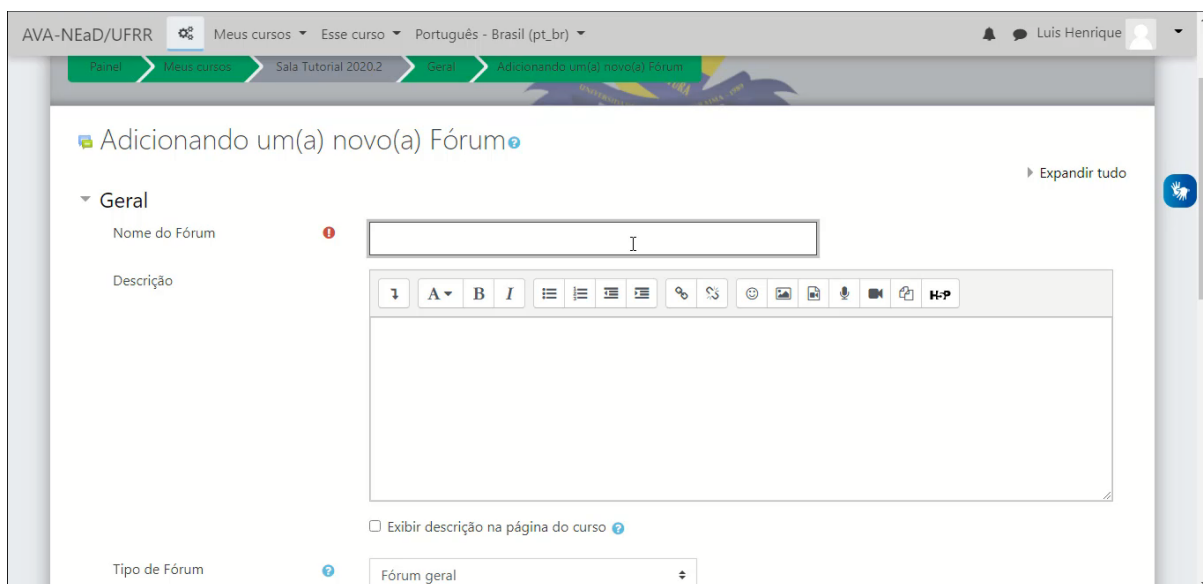 AVA-NEaD/UFRR Meus cursos Esse curso Português - Brasil (pt_br) Luis Henrique
Painel Meus cursos Sala Tutorial 2020.2 Geral Adicionando um(a) novo(a) Fórum
Adicionando um(a) novo(a) Fórum
Expandir tudo
Geral
Nome do Fórum
Descrição
A B I H-P
Exibir descrição na página do curso
Tipo de Fórum Fórum geral